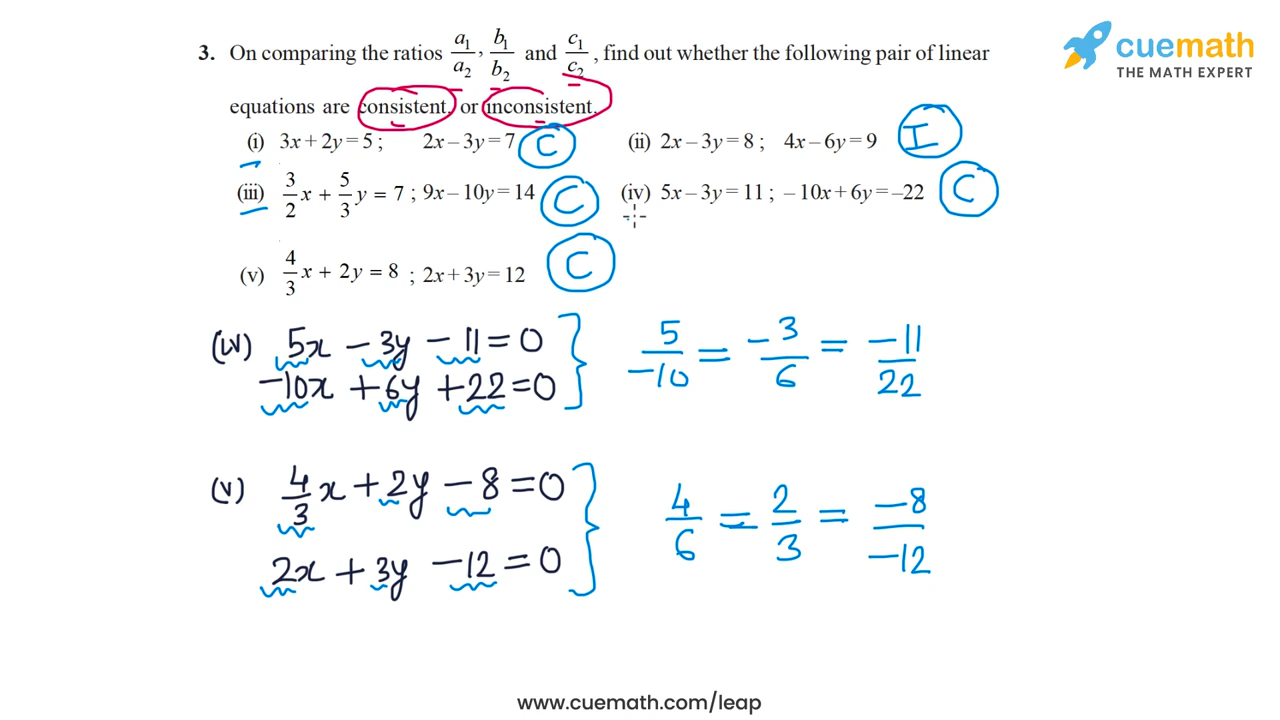 cuemath
THE MATH EXPERT
3. On comparing the ratios a₁/a₂, b₁/b₂ and c₁/c₂, find out whether the following pair of linear
equations are consistent, or inconsistent.
(i) 3x + 2y = 5 ; 2x – 3y = 7 C (ii) 2x – 3y = 8 ; 4x – 6y = 9 I
(iii) 3/2 x + 5/3 y = 7 ; 9x – 10y = 14 C (iv) 5x – 3y = 11 ; – 10x + 6y = –22 C
(v) 4/3 x + 2y = 8 ; 2x + 3y = 12 C
(iv) 5x – 3y – 11 = 0 } 5/–10 = –3/6 = –11/22
–10x + 6y + 22 = 0
(v) 4/3 x + 2y – 8 = 0 } 4/6 = 2/3 = –8/–12
2x + 3y – 12 = 0
www.cuemath.com/leap